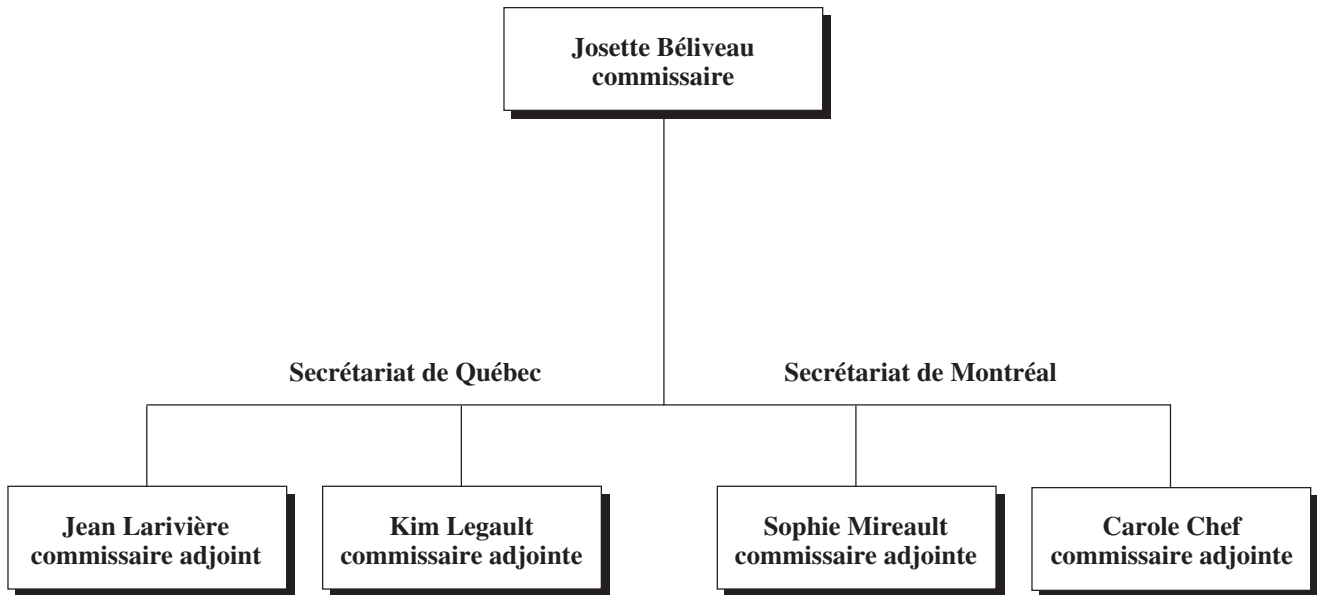 Josette Béliveau
commissaire
Secrétariat de Québec
Secrétariat de Montréal
Jean Larivière
commissaire adjoint
Kim Legault
commissaire adjointe
Sophie Mireault
commissaire adjointe
Carole Chef
commissaire adjointe